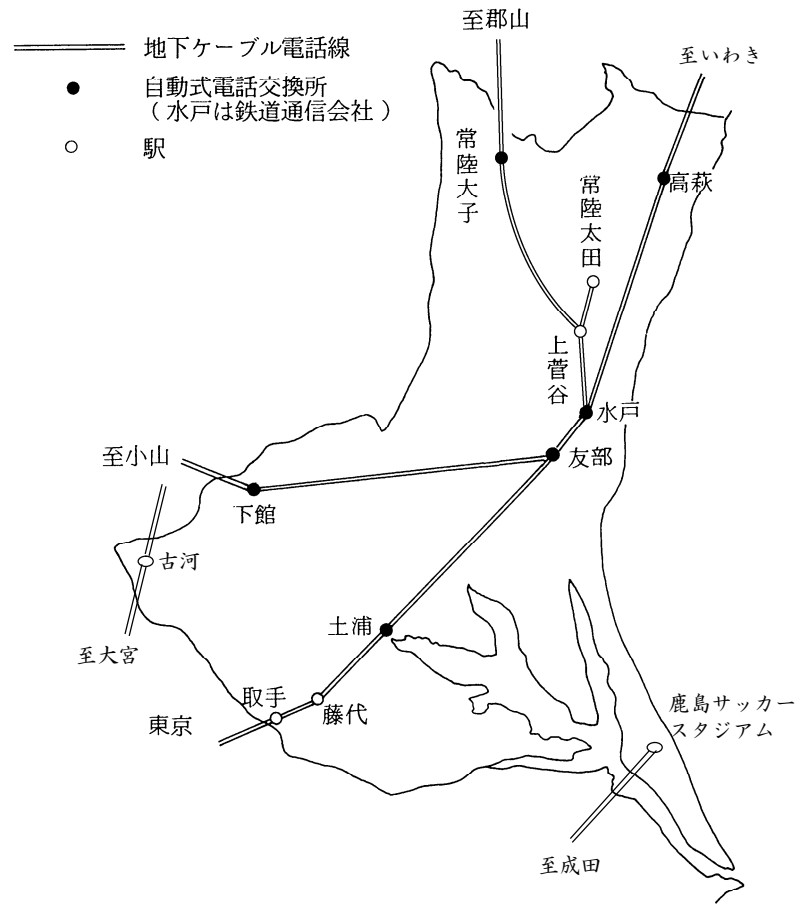 地下ケーブル電話線
自動式電話交換所
(水戸は鉄道通信会社)
駅
至郡山
至いわき
常陸大子
高萩
常陸太田
上菅谷
水戸
友部
至小山
下館
古河
至大宮
土浦
取手
藤代
東京
鹿島サッカー
スタジアム
至成田